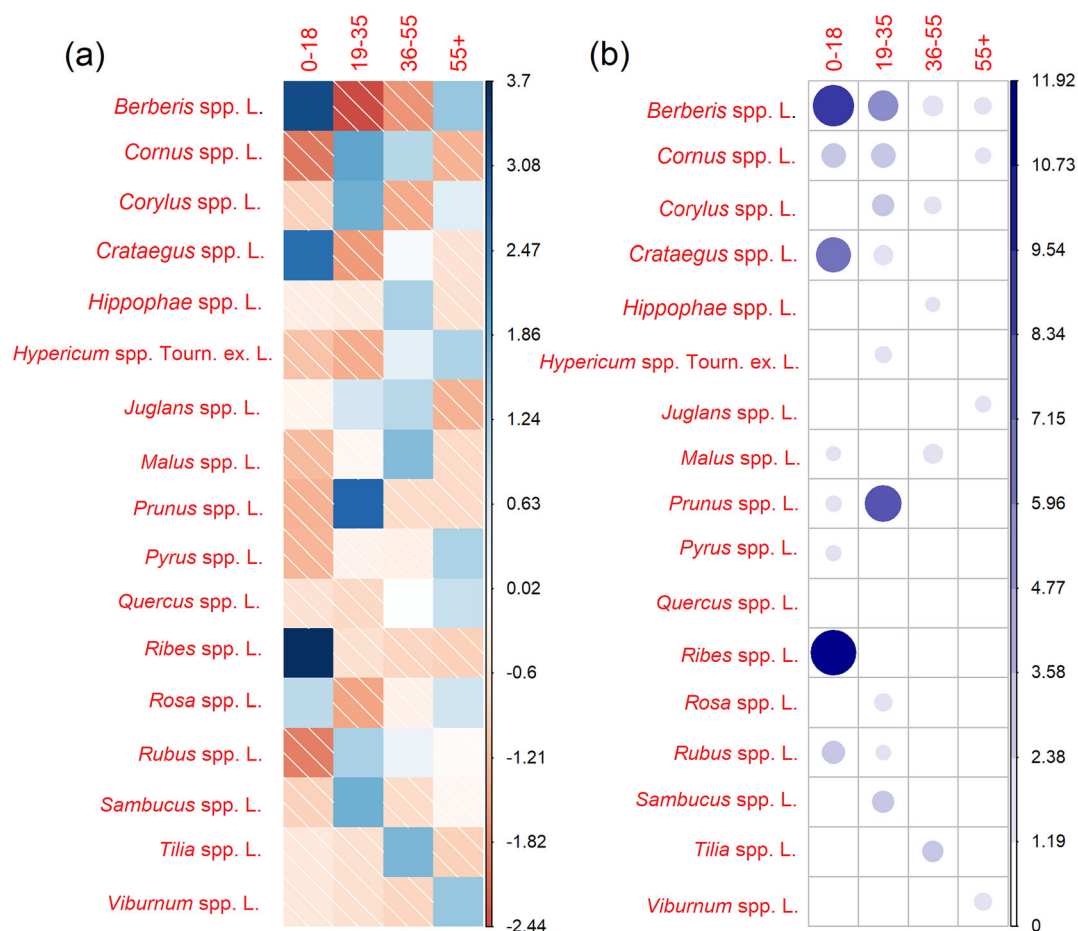 (a)
0-18
19-35
36-55
55+
Berberis spp. L.
Cornus spp. L.
Corylus spp. L.
Crataegus spp. L.
Hippophae spp. L.
Hypericum spp. Tourn. ex. L.
Juglans spp. L.
Malus spp. L.
Prunus spp. L.
Pyrus spp. L.
Quercus spp. L.
Ribes spp. L.
Rosa spp. L.
Rubus spp. L.
Sambucus spp. L.
Tilia spp. L.
Viburnum spp. L.
3.7
3.08
2.47
1.86
1.24
0.63
0.02
-0.6
-1.21
-1.82
-2.44
(b)
0-18
19-35
36-55
55+
Berberis spp. L.
Cornus spp. L.
Corylus spp. L.
Crataegus spp. L.
Hippophae spp. L.
Hypericum spp. Tourn. ex. L.
Juglans spp. L.
Malus spp. L.
Prunus spp. L.
Pyrus spp. L.
Quercus spp. L.
Ribes spp. L.
Rosa spp. L.
Rubus spp. L.
Sambucus spp. L.
Tilia spp. L.
Viburnum spp. L.
11.92
10.73
9.54
8.34
7.15
5.96
4.77
3.58
2.38
1.19
0